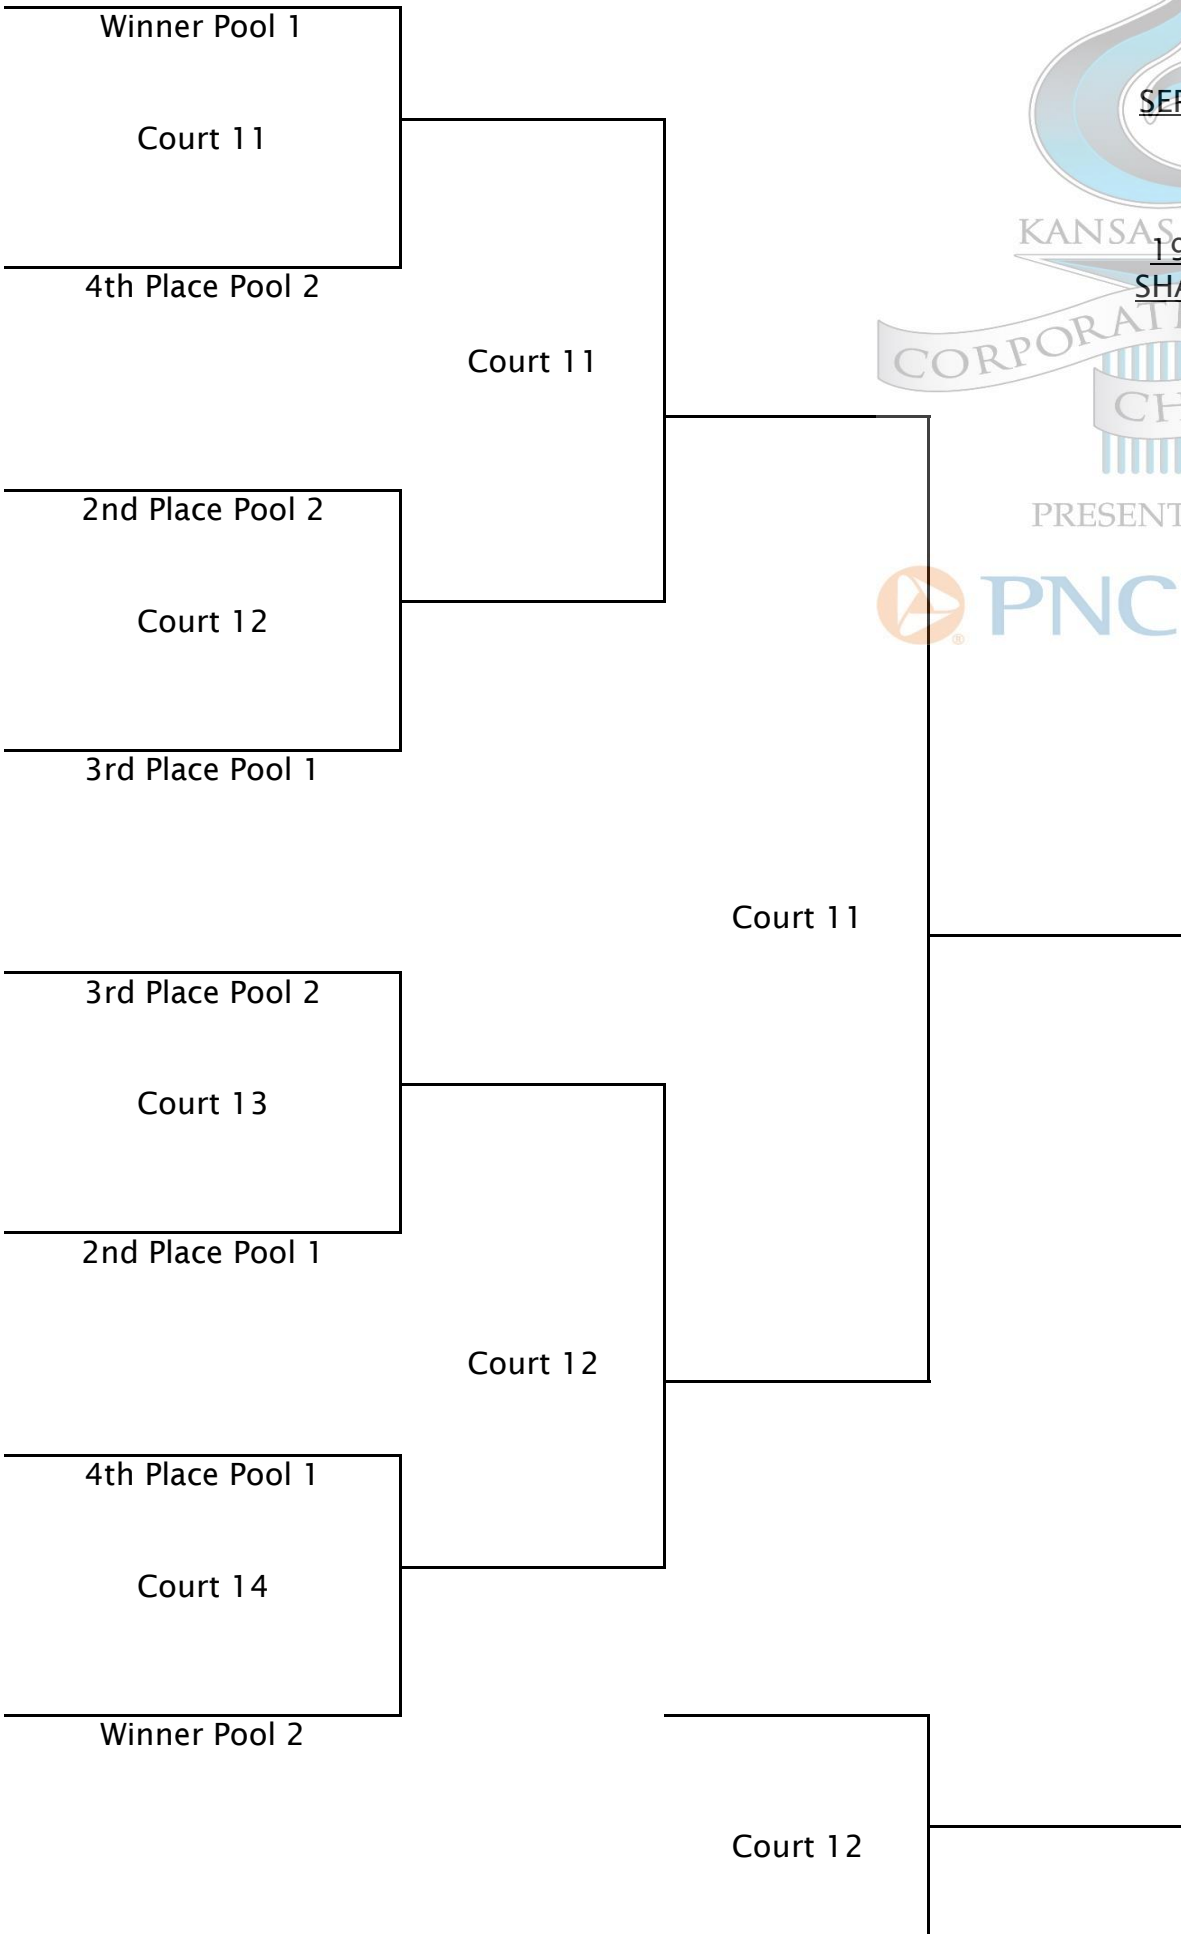 Winner Pool 1
Court 11
4th Place Pool 2
Court 11
2nd Place Pool 2
Court 12
3rd Place Pool 1
Court 11
3rd Place Pool 2
Court 13
2nd Place Pool 1
Court 12
4th Place Pool 1
Court 14
Winner Pool 2
Court 12
KANSAS
PNC